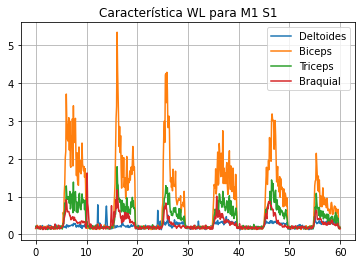 Característica WL para M1 S1
Deltoides
Biceps
Triceps
Braquial
5
4
3
2
1
0
0 10 20 30 40 50 60